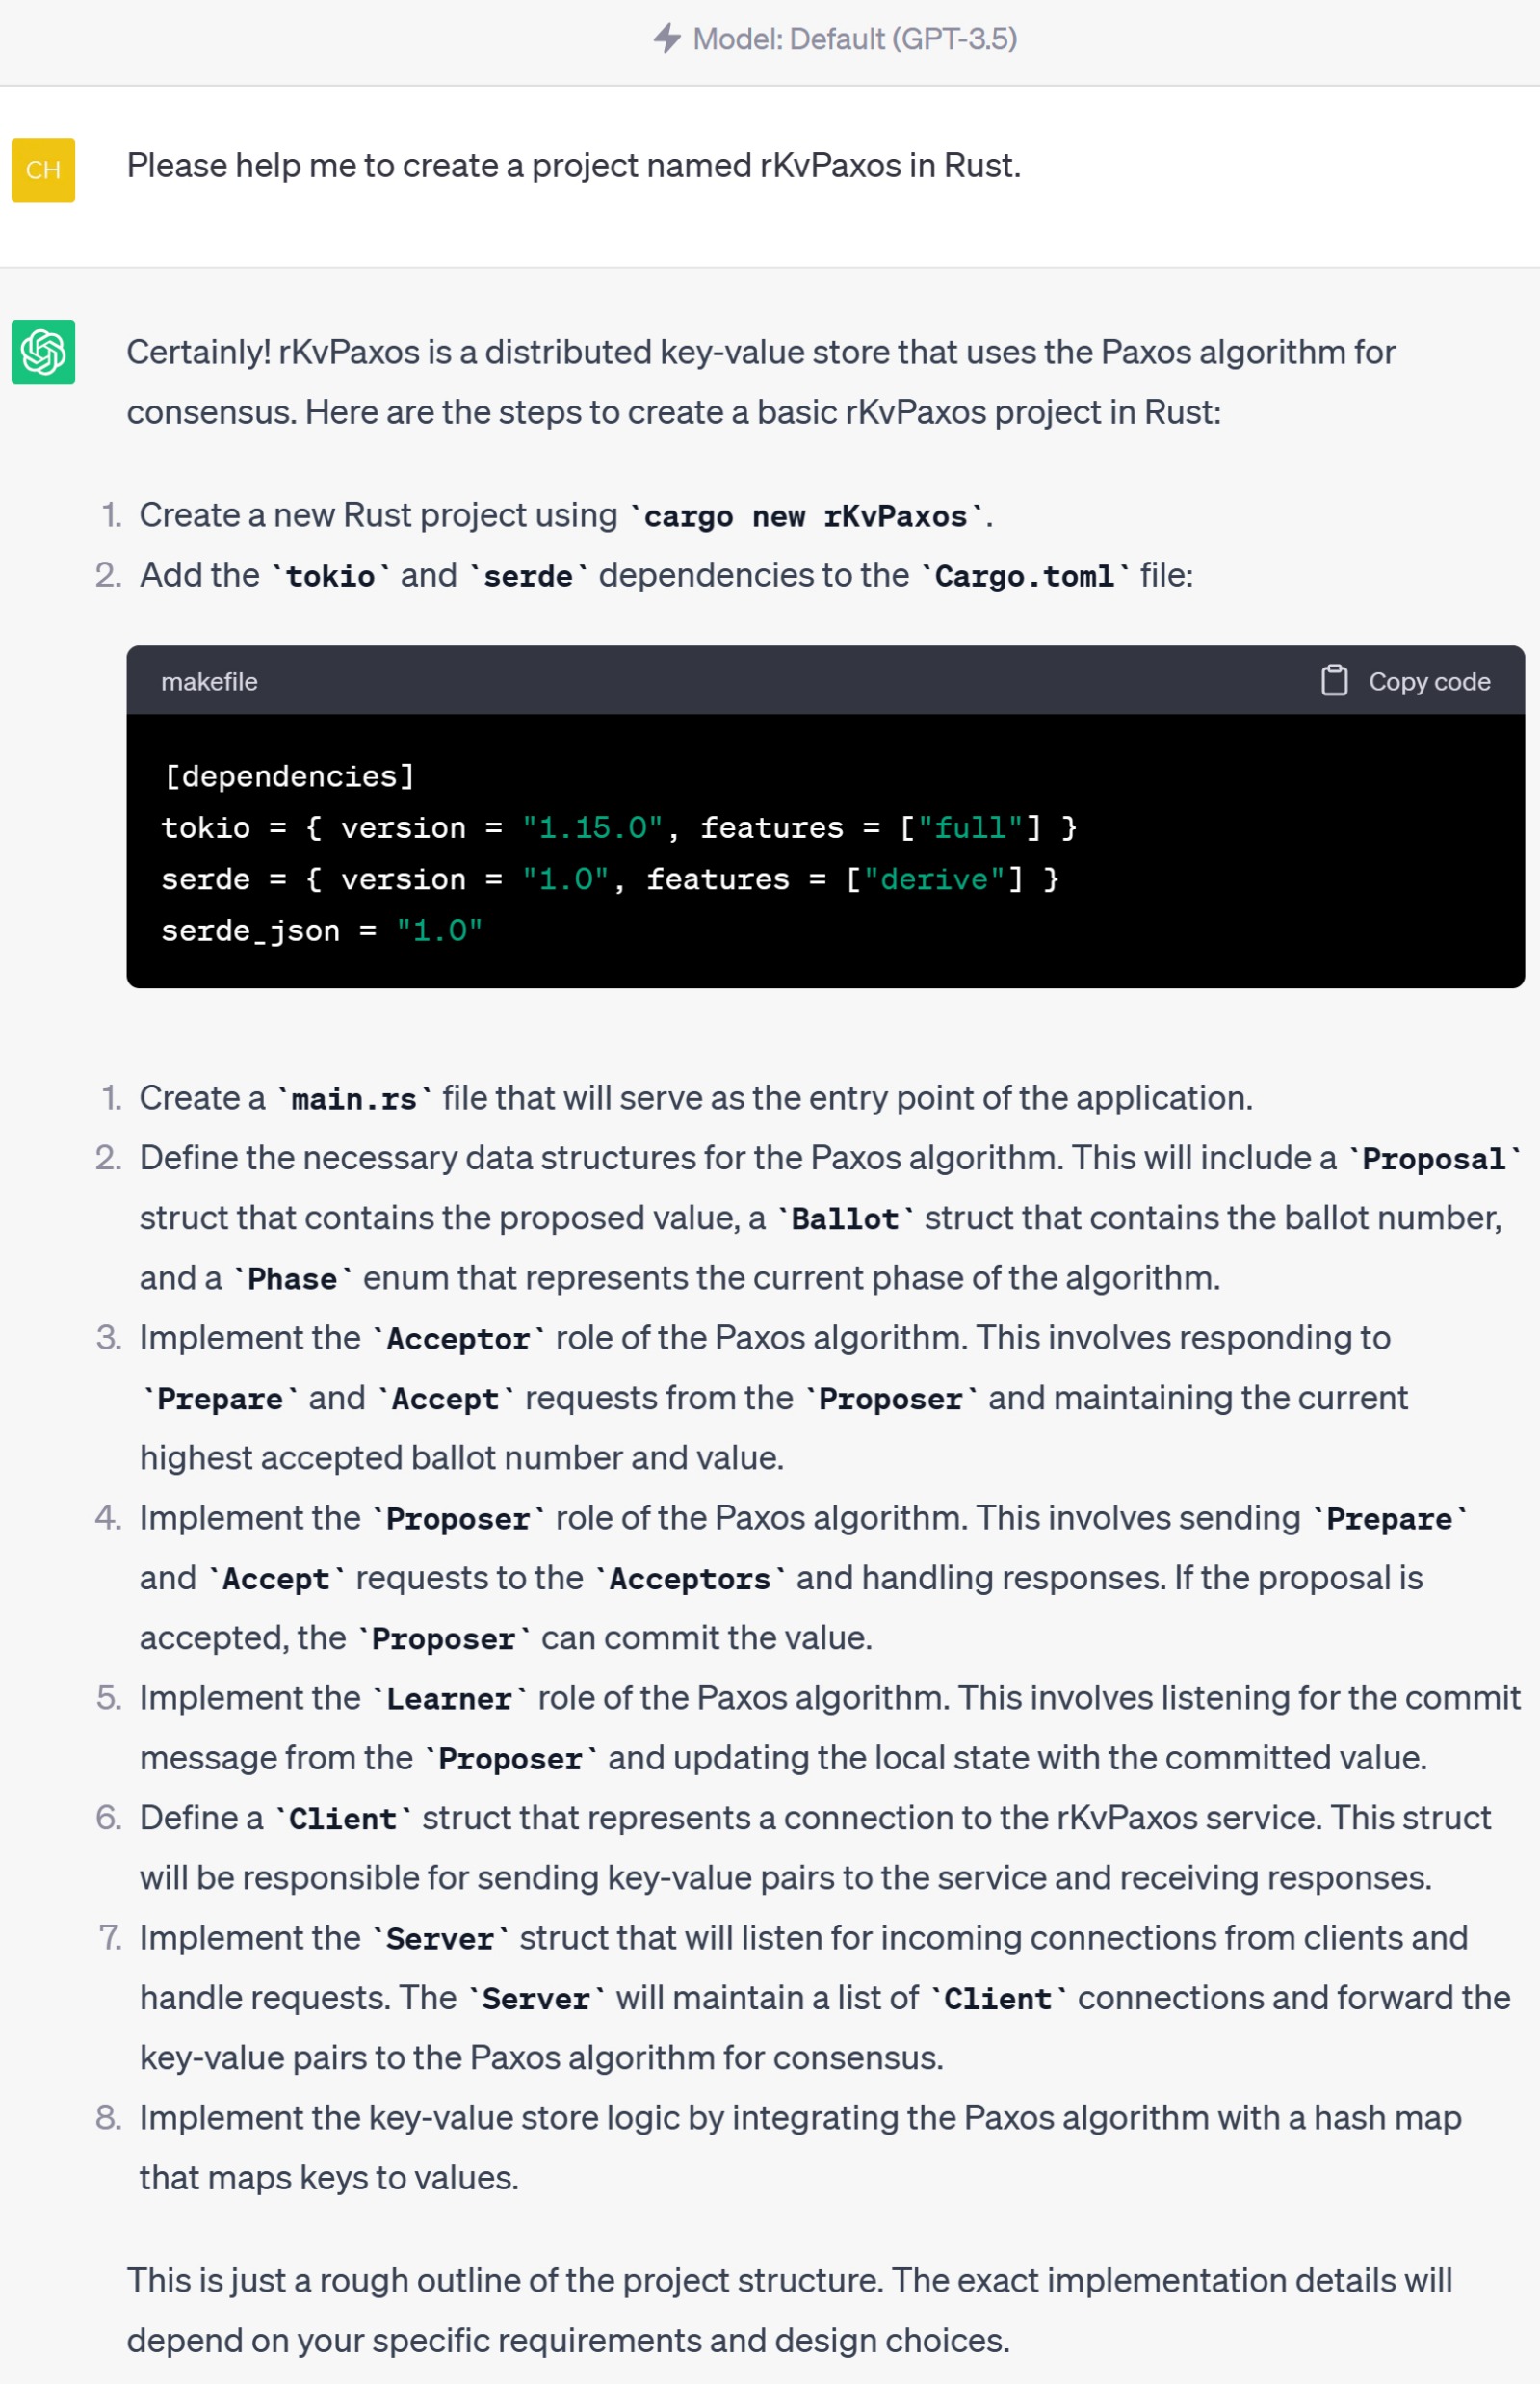 Model: Default (GPT-3.5)
CH
Please help me to create a project named rKvPaxos in Rust.
Certainly! rKvPaxos is a distributed key-value store that uses the Paxos algorithm for
consensus. Here are the steps to create a basic rKvPaxos project in Rust:
1. Create a new Rust project using `cargo new rKvPaxos`.
2. Add the `tokio` and `serde` dependencies to the `Cargo.toml` file:
makefile Copy code
[dependencies]
tokio = { version = "1.15.0", features = ["full"] }
serde = { version = "1.0", features = ["derive"] }
serde_json = "1.0"
1. Create a `main.rs` file that will serve as the entry point of the application.
2. Define the necessary data structures for the Paxos algorithm. This will include a `Proposal`
struct that contains the proposed value, a `Ballot` struct that contains the ballot number,
and a `Phase` enum that represents the current phase of the algorithm.
3. Implement the `Acceptor` role of the Paxos algorithm. This involves responding to
`Prepare` and `Accept` requests from the `Proposer` and maintaining the current
highest accepted ballot number and value.
4. Implement the `Proposer` role of the Paxos algorithm. This involves sending `Prepare`
and `Accept` requests to the `Acceptors` and handling responses. If the proposal is
accepted, the `Proposer` can commit the value.
5. Implement the `Learner` role of the Paxos algorithm. This involves listening for the commit
message from the `Proposer` and updating the local state with the committed value.
6. Define a `Client` struct that represents a connection to the rKvPaxos service. This struct
will be responsible for sending key-value pairs to the service and receiving responses.
7. Implement the `Server` struct that will listen for incoming connections from clients and
handle requests. The `Server` will maintain a list of `Client` connections and forward the
key-value pairs to the Paxos algorithm for consensus.
8. Implement the key-value store logic by integrating the Paxos algorithm with a hash map
that maps keys to values.
This is just a rough outline of the project structure. The exact implementation details will
depend on your specific requirements and design choices.